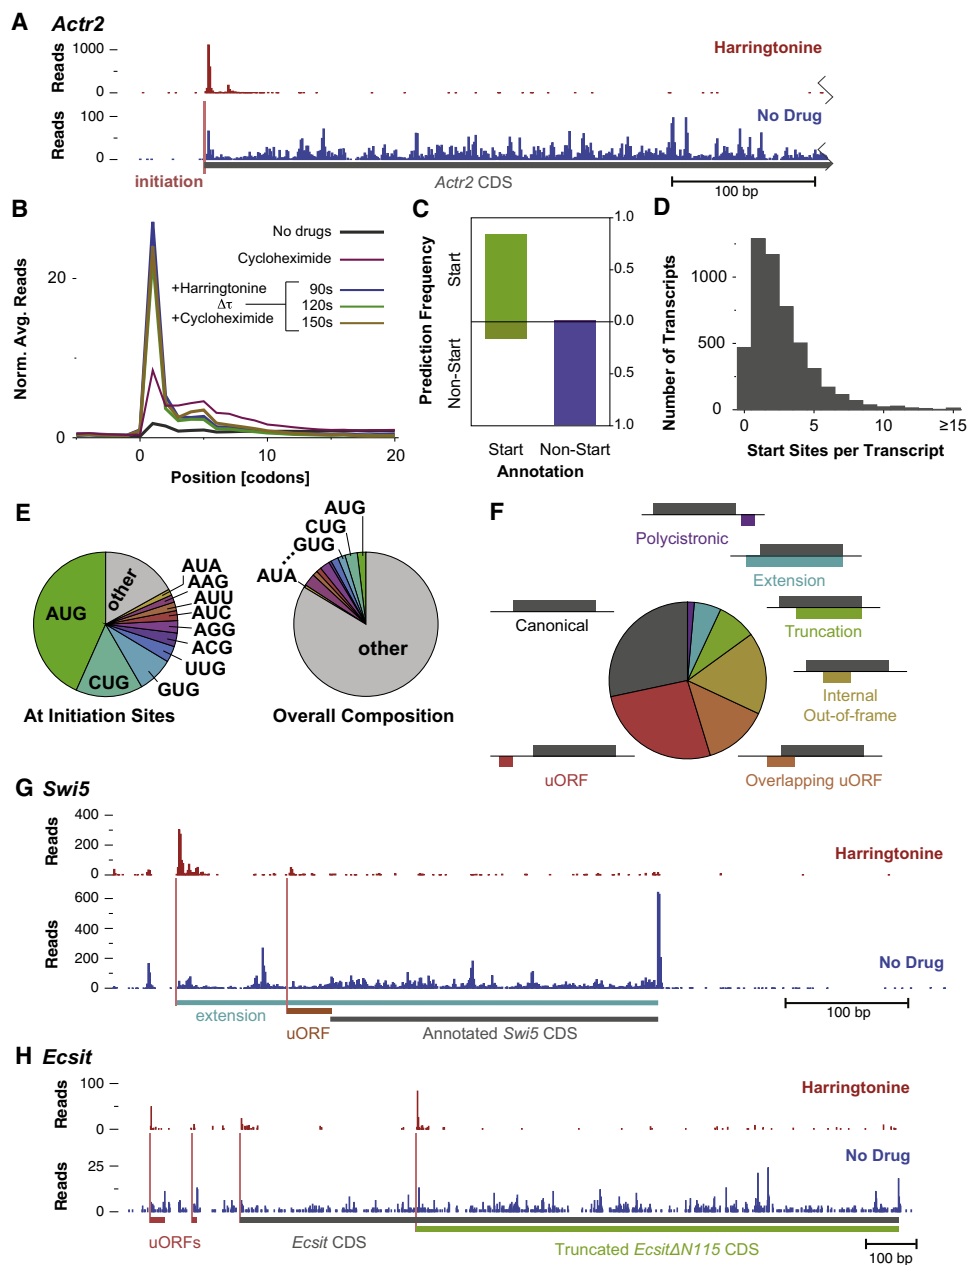 A Actr2
Reads
1000
0
Harringtonine
Reads
100
0
No Drug
initiation
Actr2 CDS
100 bp
B
Norm. Avg. Reads
20
0
No drugs
Cycloheximide
+Harringtonine
Δτ
+Cycloheximide
90s
120s
150s
0
10
20
Position [codons]
C
Prediction Frequency
Start
Non-Start
1.0
0.5
0.0
0.5
1.0
Start
Non-Start
Annotation
D
Number of Transcripts
1000
500
0
0
5
10
≥15
Start Sites per Transcript
E
AUG
other
AUA
AAG
AUU
AUC
AGG
ACG
UUG
GUG
CUG
At Initiation Sites
AUG
CUG
GUG
AUA
other
Overall Composition
F
Polycistronic
Extension
Truncation
Canonical
Internal
Out-of-frame
uORF
Overlapping uORF
G Swi5
Reads
400
200
0
Harringtonine
Reads
600
400
200
0
No Drug
100 bp
extension
uORF
Annotated Swi5 CDS
H Ecsit
Reads
100
0
Harringtonine
Reads
25
0
No Drug
uORFs
Ecsit CDS
Truncated EcsitΔN115 CDS
100 bp